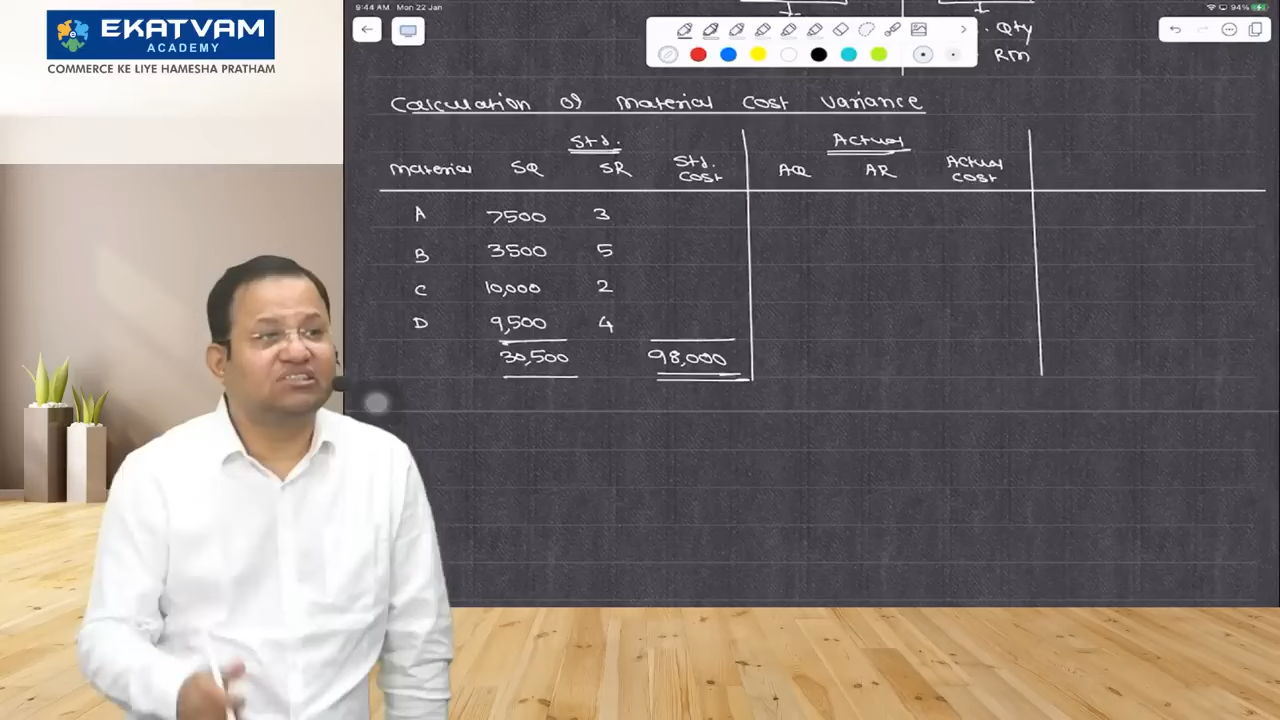 9:44 AM Mon 22 Jan
94%
EKATVAM
ACADEMY
COMMERCE KE LIYE HAMESHA PRATHAM
. Qty
RM
Calculation of Material Cost Variance
Std. Actual
Material SQ SR Std. Cost AQ AR Actual Cost
A 7500 3
B 3500 5
C 10,000 2
D 9,500 4
30,500 98,000